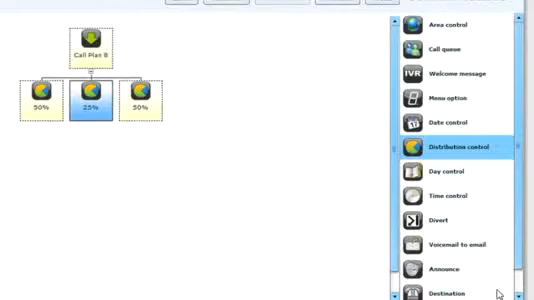 Call Plan B
50%
25%
50%
Area control
Call queue
IVR Welcome message
Menu option
Date control
Distribution control
Day control
Time control
Divert
Voicemail to email
Announce
Destination